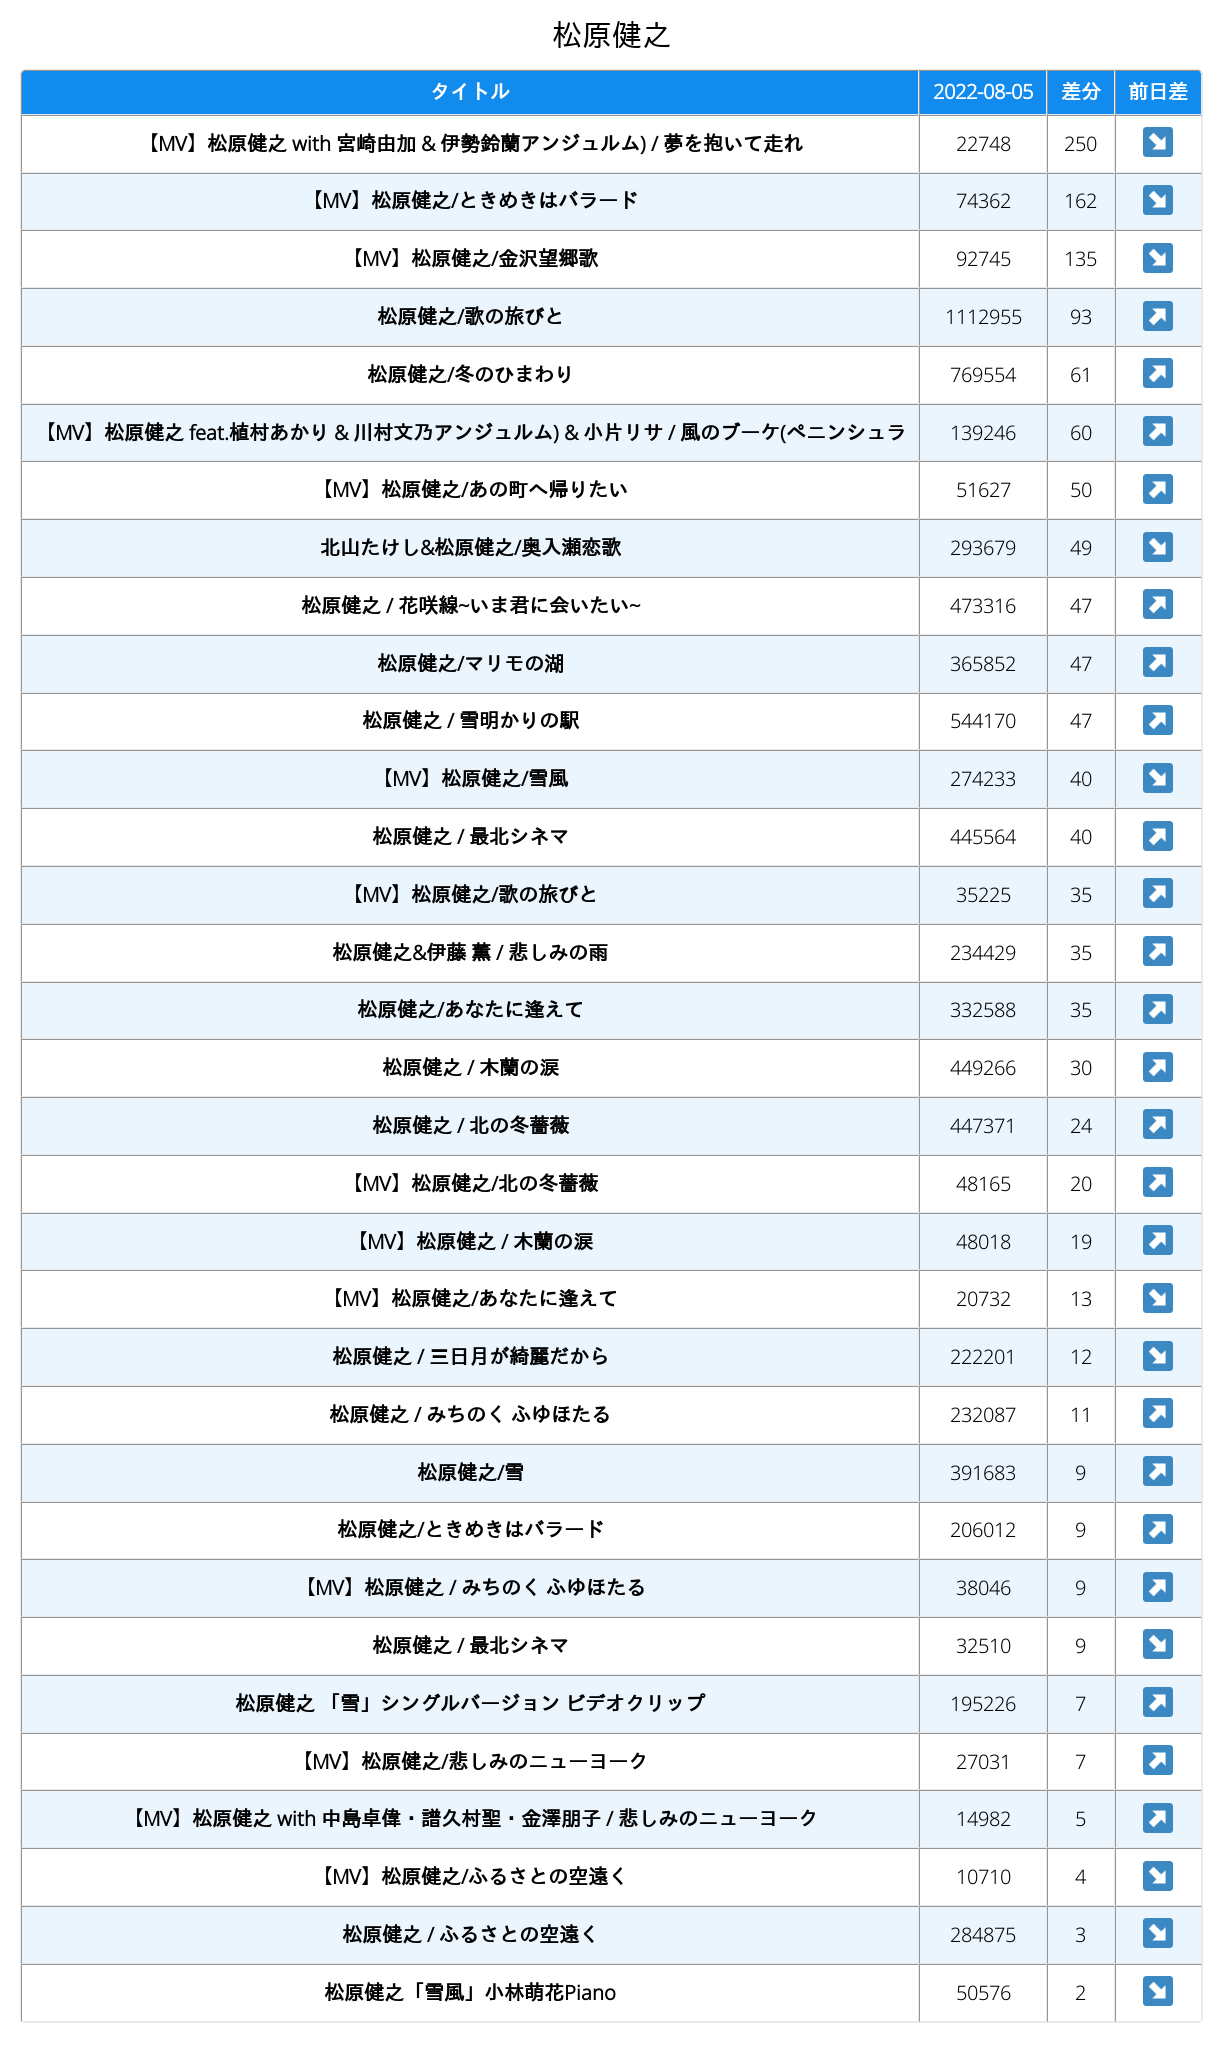 松原健之
タイトル 2022-08-05 差分 前日差
【MV】松原健之 with 宮崎由加 & 伊勢鈴蘭アンジュルム) / 夢を抱いて走れ 22748 250 ↘
【MV】松原健之/ときめきはバラード 74362 162 ↘
【MV】松原健之/金沢望郷歌 92745 135 ↘
松原健之/歌の旅びと 1112955 93 ↗
松原健之/冬のひまわり 769554 61 ↗
【MV】松原健之 feat.植村あかり & 川村文乃アンジュルム) & 小片リサ / 風のブーケ(ペニンシュラ 139246 60 ↗
【MV】松原健之/あの町へ帰りたい 51627 50 ↗
北山たけし&松原健之/奥入瀬恋歌 293679 49 ↘
松原健之 / 花咲線~いま君に会いたい~ 473316 47 ↗
松原健之/マリモの湖 365852 47 ↗
松原健之 / 雪明かりの駅 544170 47 ↗
【MV】松原健之/雪風 274233 40 ↘
松原健之 / 最北シネマ 445564 40 ↗
【MV】松原健之/歌の旅びと 35225 35 ↗
松原健之&伊藤 薫 / 悲しみの雨 234429 35 ↗
松原健之/あなたに逢えて 332588 35 ↗
松原健之 / 木蘭の涙 449266 30 ↗
松原健之 / 北の冬薔薇 447371 24 ↗
【MV】松原健之/北の冬薔薇 48165 20 ↗
【MV】松原健之 / 木蘭の涙 48018 19 ↗
【MV】松原健之/あなたに逢えて 20732 13 ↘
松原健之 / 三日月が綺麗だから 222201 12 ↘
松原健之 / みちのく ふゆほたる 232087 11 ↗
松原健之/雪 391683 9 ↗
松原健之/ときめきはバラード 206012 9 ↗
【MV】松原健之 / みちのく ふゆほたる 38046 9 ↗
松原健之 / 最北シネマ 32510 9 ↘
松原健之 「雪」シングルバージョン ビデオクリップ 195226 7 ↗
【MV】松原健之/悲しみのニューヨーク 27031 7 ↗
【MV】松原健之 with 中島卓偉・譜久村聖・金澤朋子 / 悲しみのニューヨーク 14982 5 ↗
【MV】松原健之/ふるさとの空遠く 10710 4 ↘
松原健之 / ふるさとの空遠く 284875 3 ↘
松原健之「雪風」小林萌花Piano 50576 2 ↘